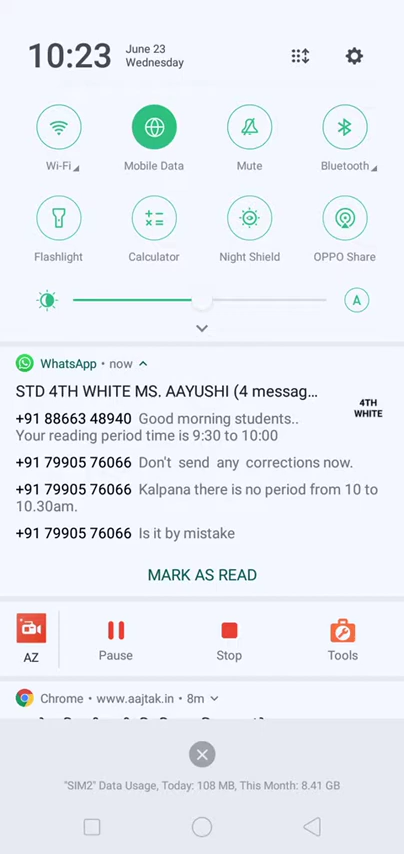 10:23
June 23
Wednesday
Wi-Fi
Mobile Data
Mute
Bluetooth
Flashlight
Calculator
Night Shield
OPPO Share
A
WhatsApp • now
STD 4TH WHITE MS. AAYUSHI (4 messag...
4TH
WHITE
+91 88663 48940 Good morning students..
Your reading period time is 9:30 to 10:00
+91 79905 76066 Don't send any corrections now.
+91 79905 76066 Kalpana there is no period from 10 to
10.30am.
+91 79905 76066 Is it by mistake
MARK AS READ
AZ
Pause
Stop
Tools
Chrome • www.aajtak.in • 8m
"SIM2" Data Usage, Today: 108 MB, This Month: 8.41 GB